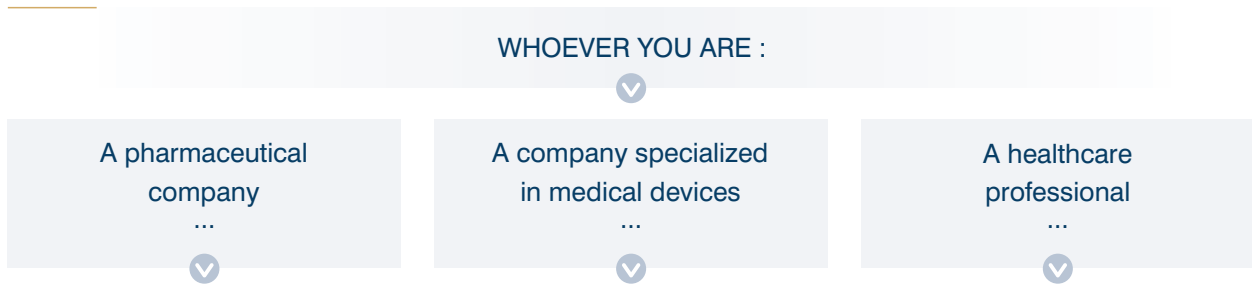 WHOEVER YOU ARE :
A pharmaceutical
company
...
A company specialized
in medical devices
...
A healthcare
professional
...